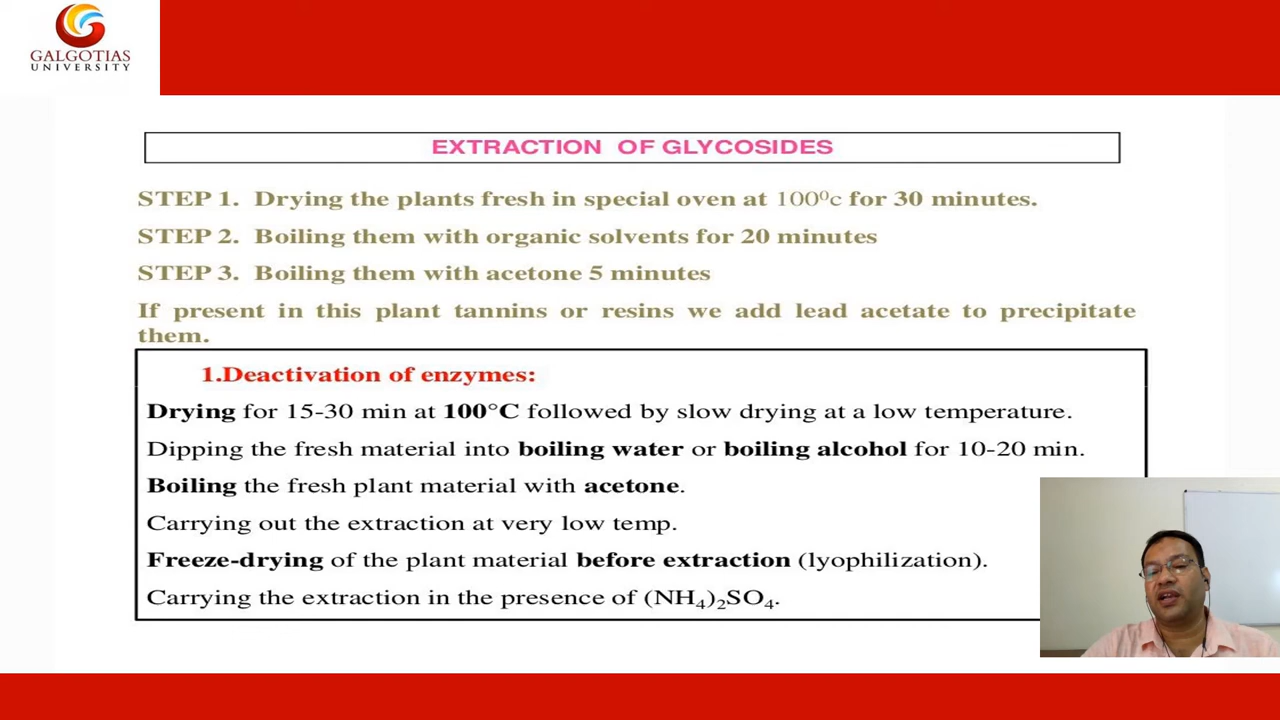 GALGOTIAS
UNIVERSITY
EXTRACTION OF GLYCOSIDES
STEP 1. Drying the plants fresh in special oven at 100⁰c for 30 minutes.
STEP 2. Boiling them with organic solvents for 20 minutes
STEP 3. Boiling them with acetone 5 minutes
If present in this plant tannins or resins we add lead acetate to precipitate
them.
1.Deactivation of enzymes:
Drying for 15-30 min at 100°C followed by slow drying at a low temperature.
Dipping the fresh material into boiling water or boiling alcohol for 10-20 min.
Boiling the fresh plant material with acetone.
Carrying out the extraction at very low temp.
Freeze-drying of the plant material before extraction (lyophilization).
Carrying the extraction in the presence of (NH₄)₂SO₄.